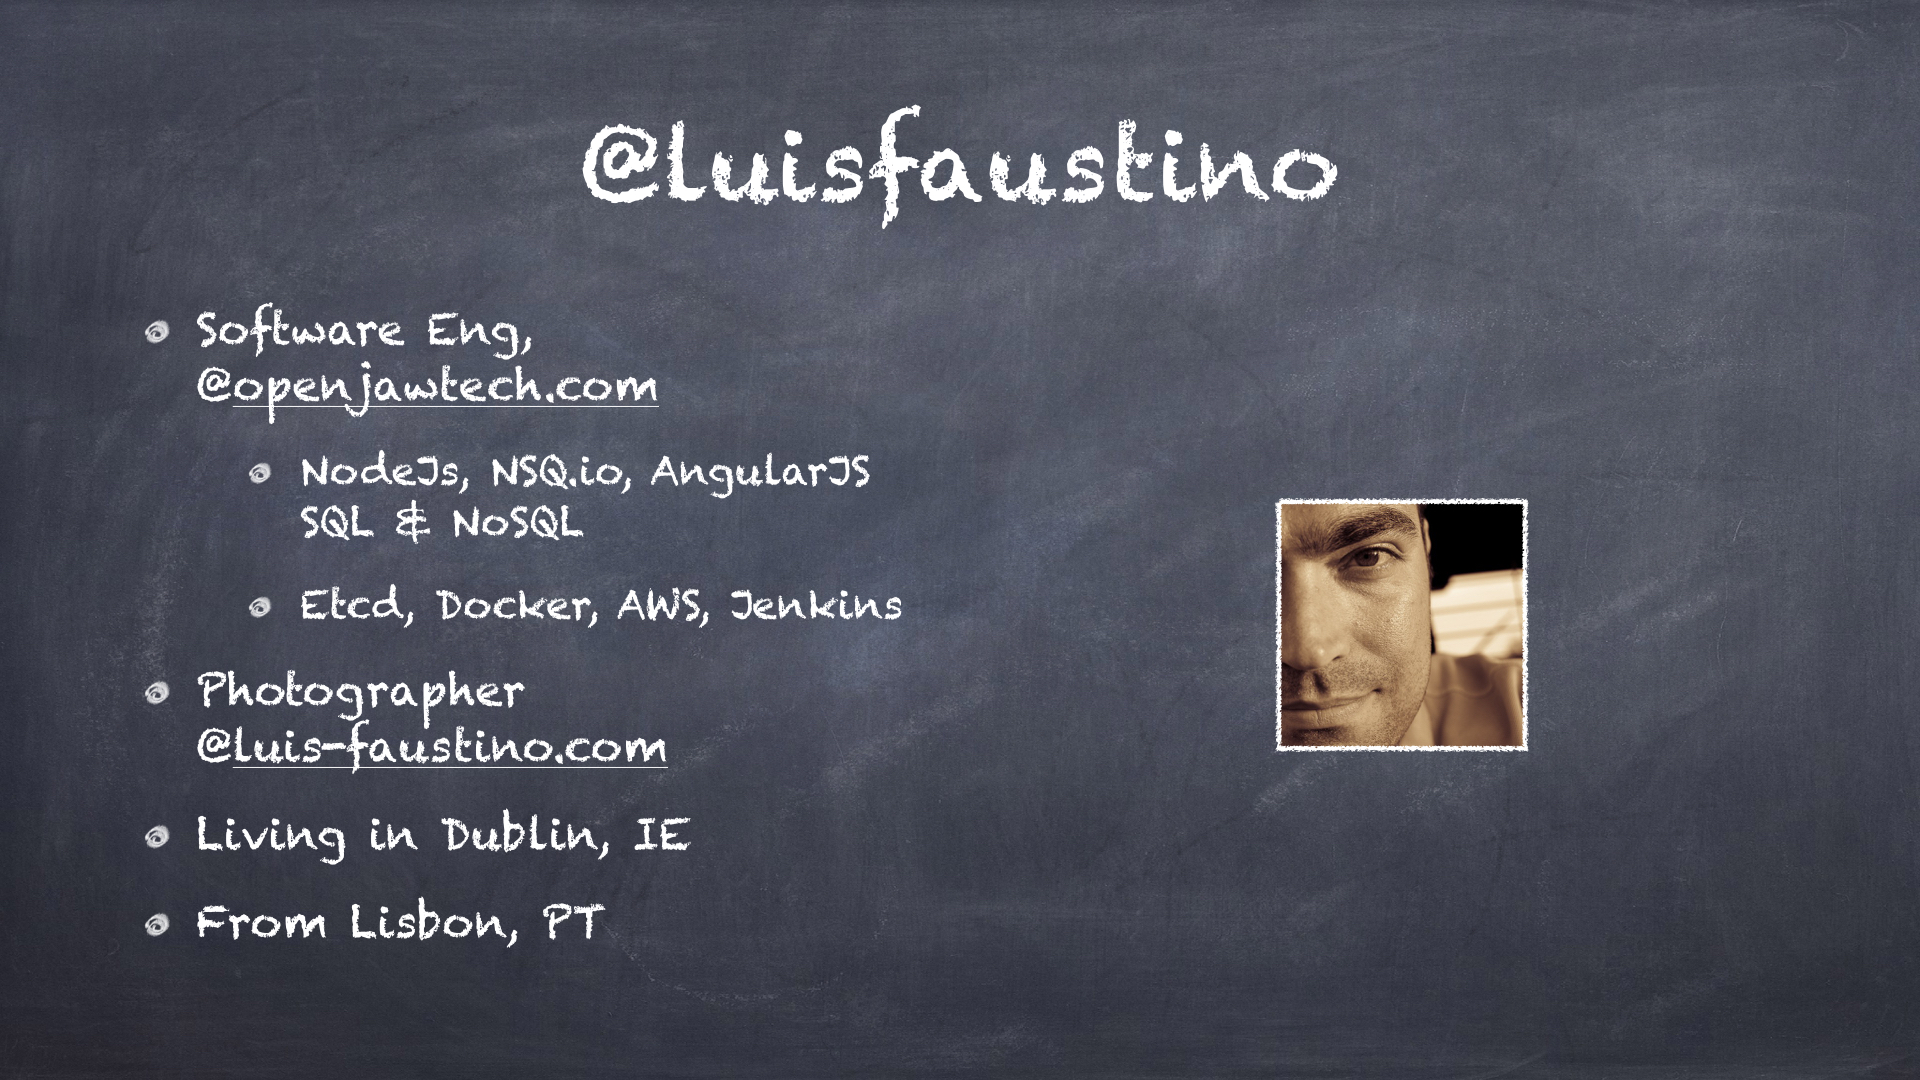 @luisfaustino
Software Eng,
@openjawtech.com
NodeJs, NSQ.io, AngularJS
SQL & NoSQL
Etcd, Docker, AWS, Jenkins
Photographer
@luis-faustino.com
Living in Dublin, IE
From Lisbon, PT